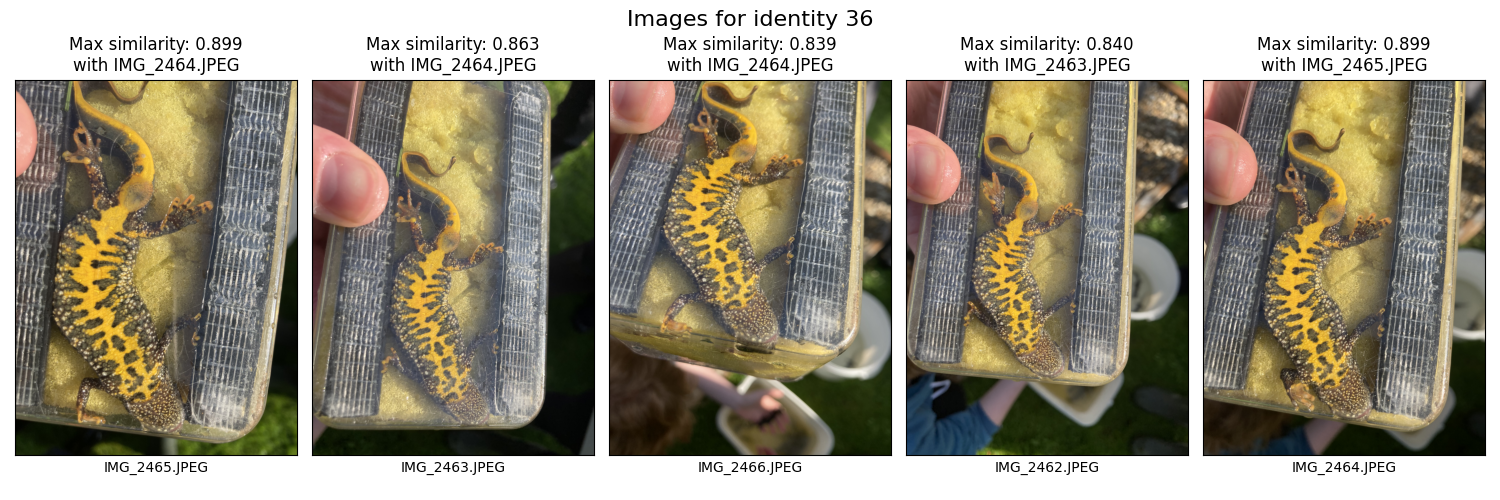 Images for identity 36
Max similarity: 0.899
with IMG_2464.JPEG
Max similarity: 0.863
with IMG_2464.JPEG
Max similarity: 0.839
with IMG_2464.JPEG
Max similarity: 0.840
with IMG_2463.JPEG
Max similarity: 0.899
with IMG_2465.JPEG
IMG_2465.JPEG
IMG_2463.JPEG
IMG_2466.JPEG
IMG_2462.JPEG
IMG_2464.JPEG